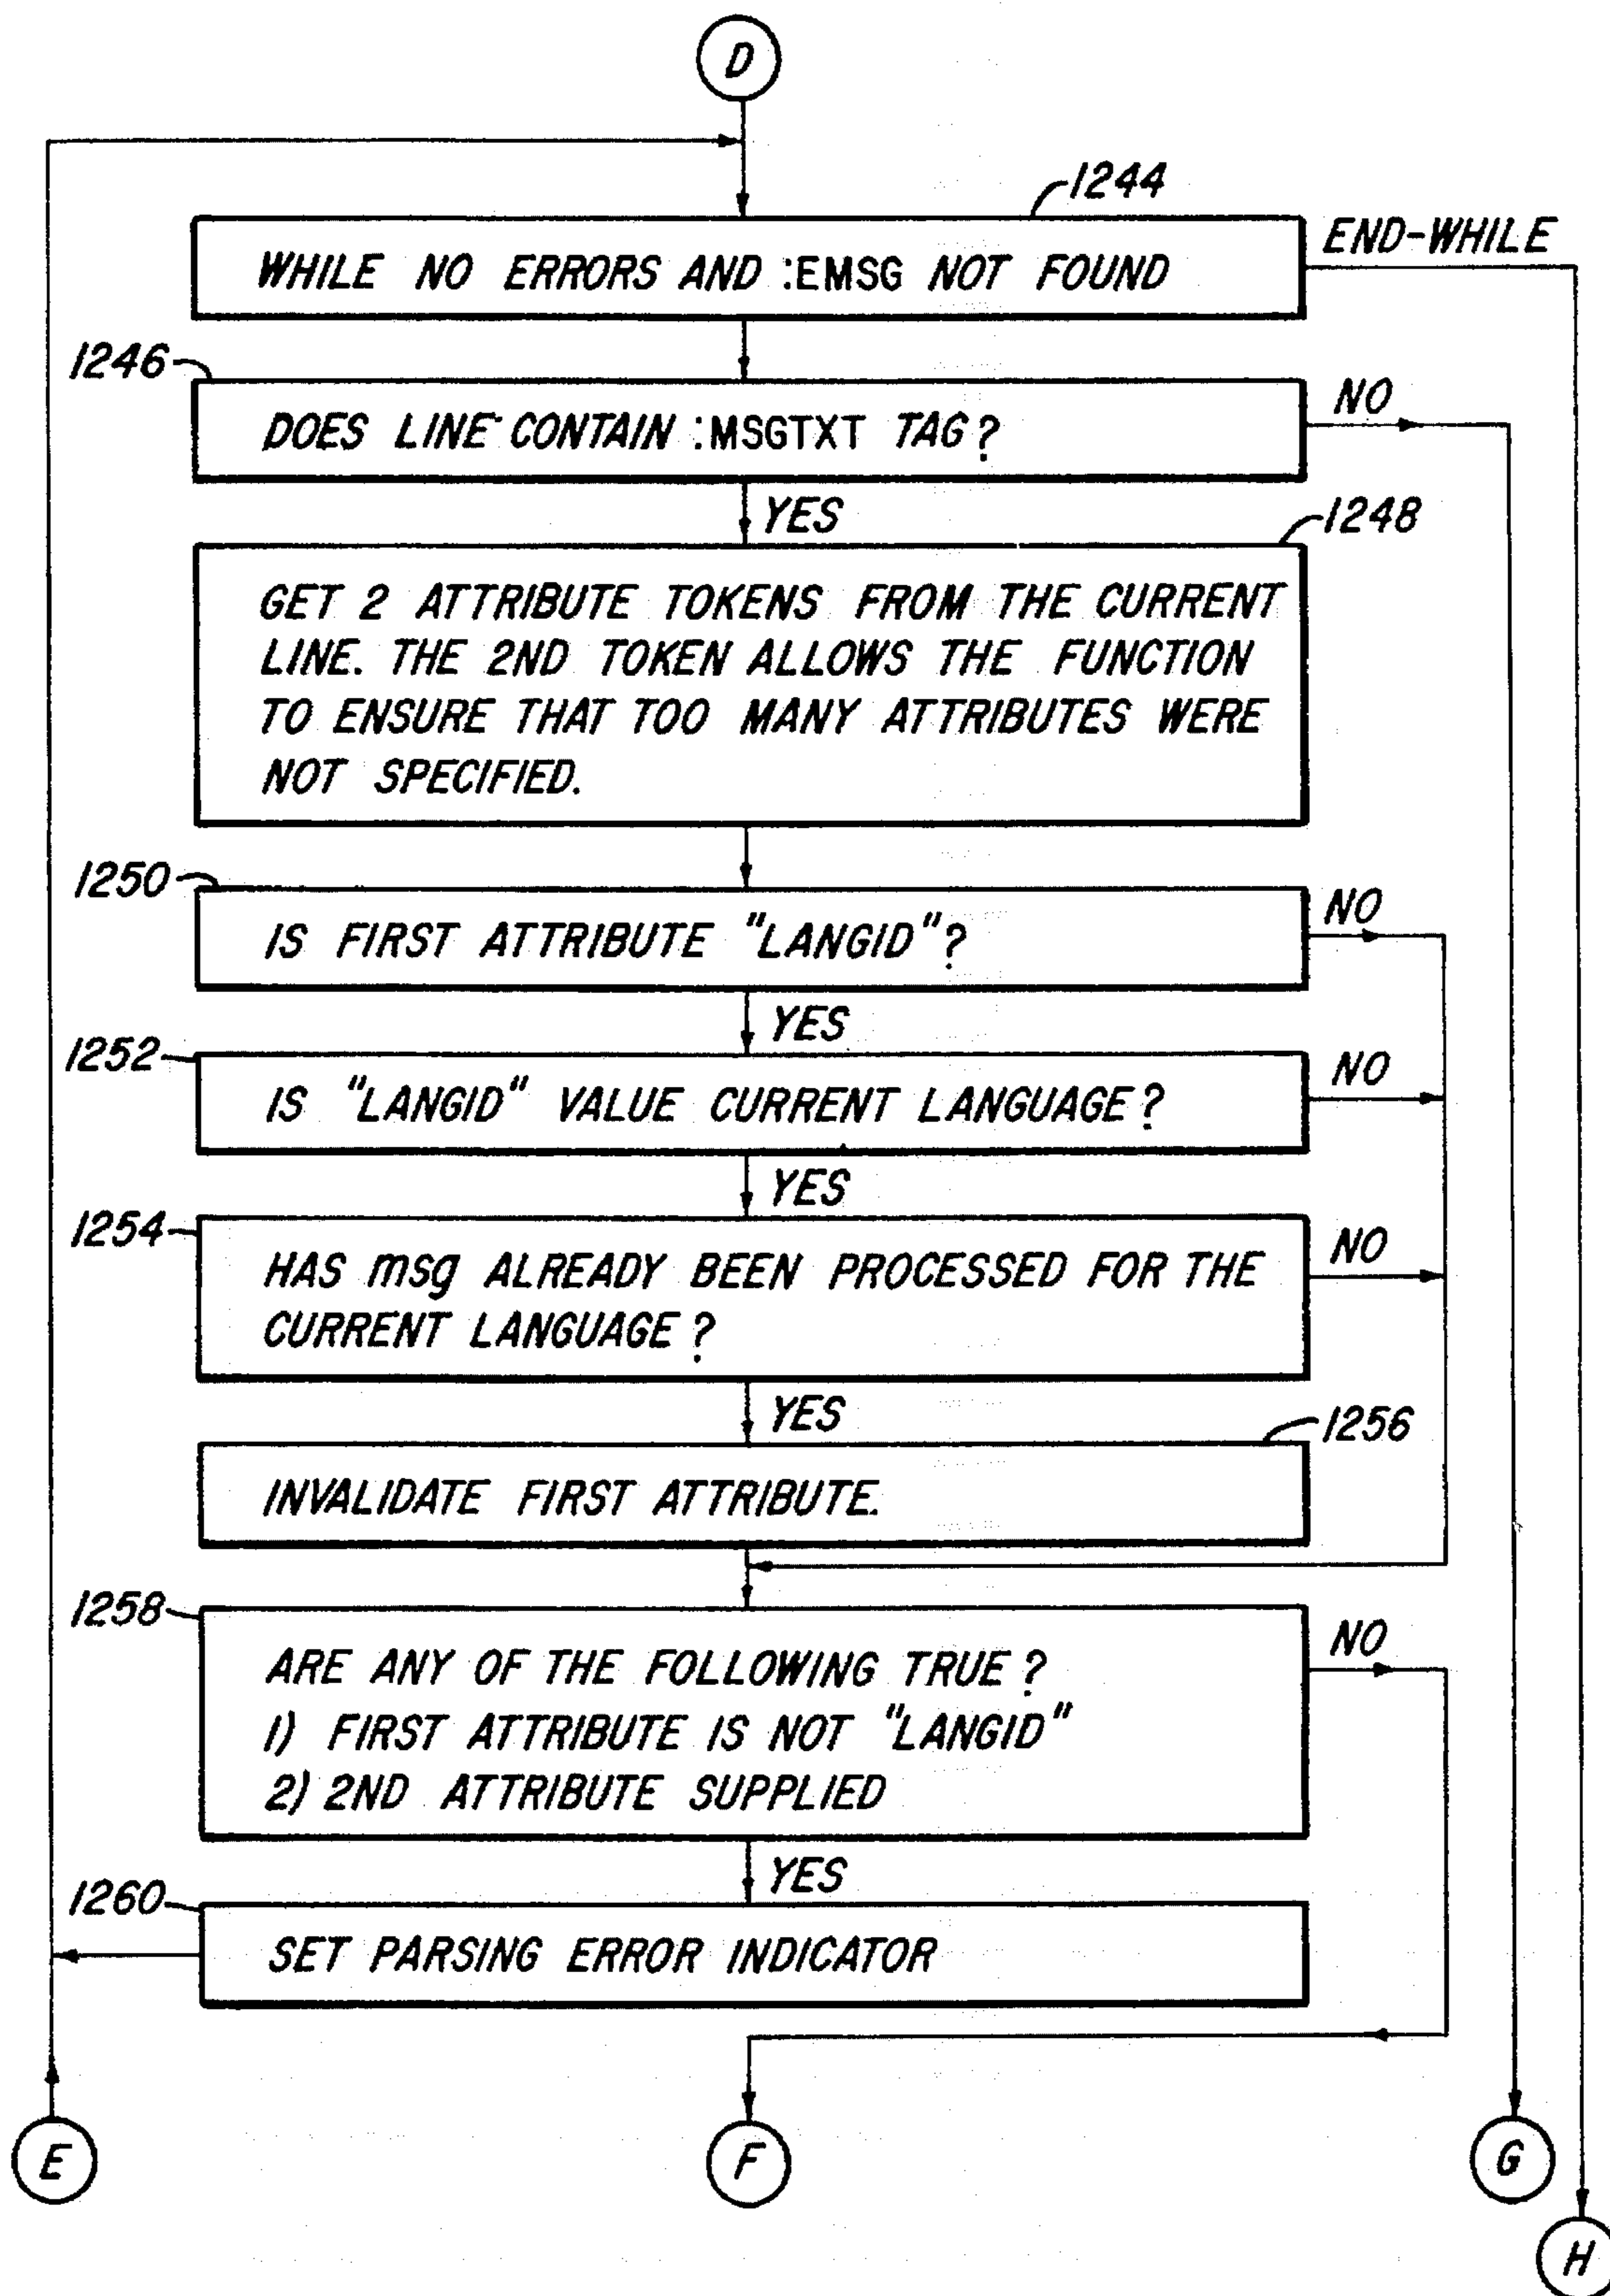 D
1244
WHILE NO ERRORS AND :EMSG NOT FOUND
END-WHILE
1246
DOES LINE CONTAIN :MSGTXT TAG?
NO
YES
1248
GET 2 ATTRIBUTE TOKENS FROM THE CURRENT
LINE. THE 2ND TOKEN ALLOWS THE FUNCTION
TO ENSURE THAT TOO MANY ATTRIBUTES WERE
NOT SPECIFIED.
1250
IS FIRST ATTRIBUTE "LANGID"?
NO
YES
1252
IS "LANGID" VALUE CURRENT LANGUAGE?
NO
YES
1254
HAS msg ALREADY BEEN PROCESSED FOR THE
CURRENT LANGUAGE?
NO
YES
1256
INVALIDATE FIRST ATTRIBUTE.
1258
ARE ANY OF THE FOLLOWING TRUE?
1) FIRST ATTRIBUTE IS NOT "LANGID"
2) 2ND ATTRIBUTE SUPPLIED
NO
YES
1260
SET PARSING ERROR INDICATOR
E
F
G
H